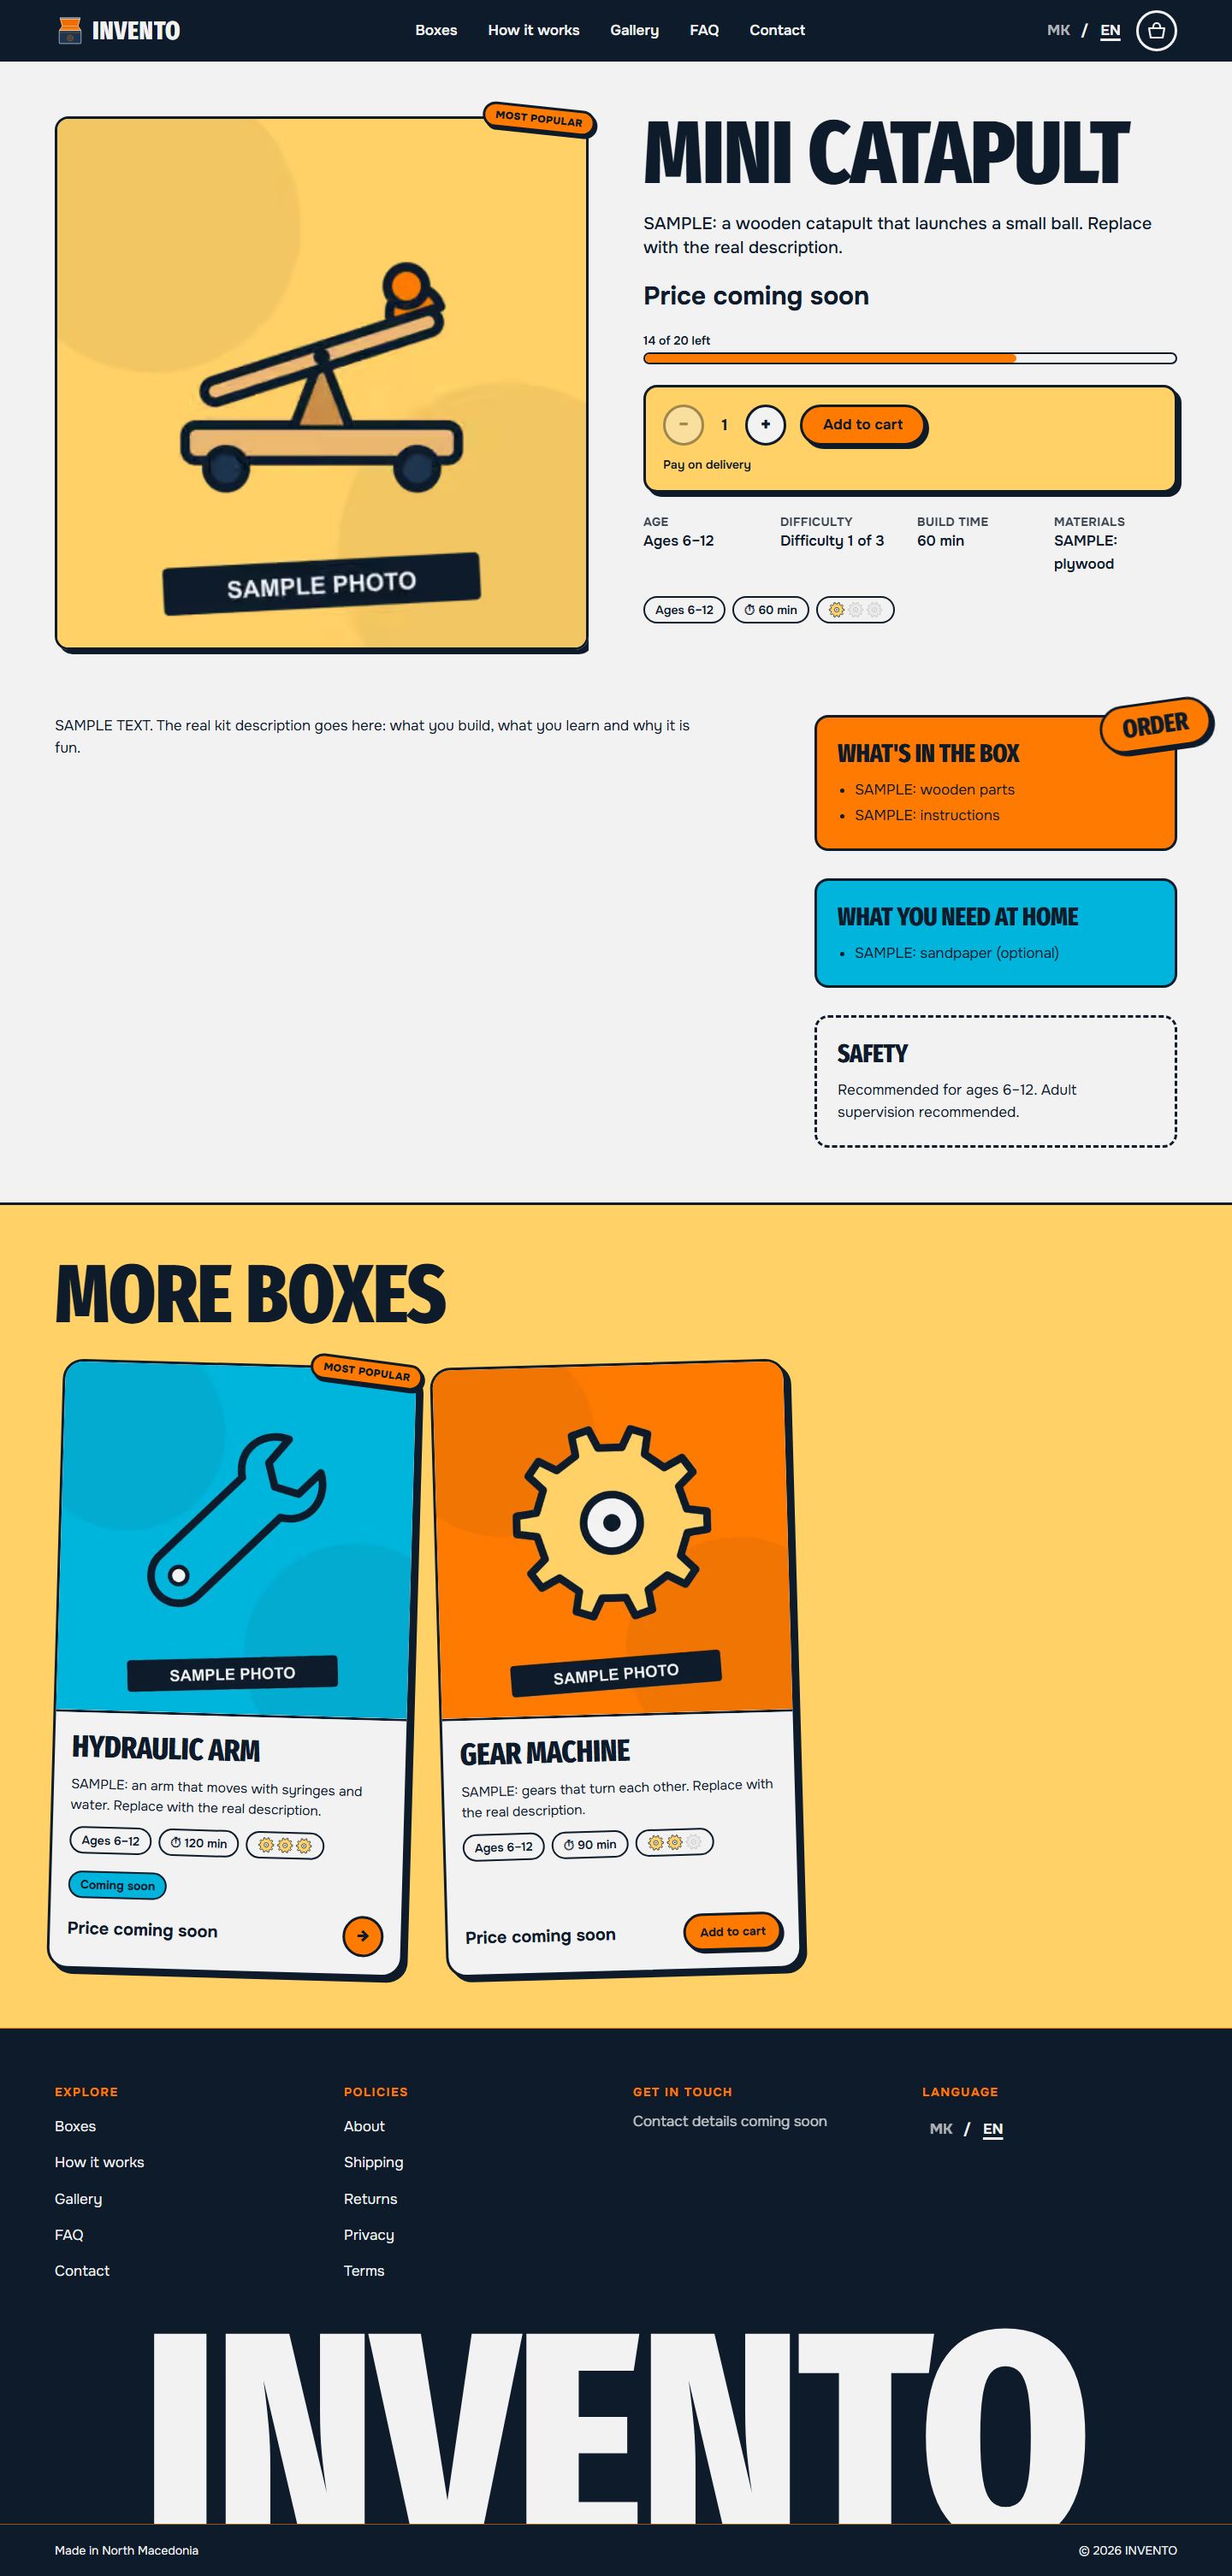 INVENTO
Boxes
How it works
Gallery
FAQ
Contact
MK / EN
MOST POPULAR
SAMPLE PHOTO
MINI CATAPULT
SAMPLE: a wooden catapult that launches a small ball. Replace
with the real description.
Price coming soon
14 of 20 left
− 1 +
Add to cart
Pay on delivery
AGE
Ages 6–12
DIFFICULTY
Difficulty 1 of 3
BUILD TIME
60 min
MATERIALS
SAMPLE:
plywood
Ages 6–12
60 min
SAMPLE TEXT. The real kit description goes here: what you build, what you learn and why it is
fun.
ORDER
WHAT'S IN THE BOX
• SAMPLE: wooden parts
• SAMPLE: instructions
WHAT YOU NEED AT HOME
• SAMPLE: sandpaper (optional)
SAFETY
Recommended for ages 6–12. Adult
supervision recommended.
MORE BOXES
MOST POPULAR
SAMPLE PHOTO
HYDRAULIC ARM
SAMPLE: an arm that moves with syringes and
water. Replace with the real description.
Ages 6–12
120 min
Coming soon
Price coming soon
SAMPLE PHOTO
GEAR MACHINE
SAMPLE: gears that turn each other. Replace with
the real description.
Ages 6–12
90 min
Price coming soon
Add to cart
EXPLORE
Boxes
How it works
Gallery
FAQ
Contact
POLICIES
About
Shipping
Returns
Privacy
Terms
GET IN TOUCH
Contact details coming soon
LANGUAGE
MK / EN
INVENTO
Made in North Macedonia
© 2026 INVENTO